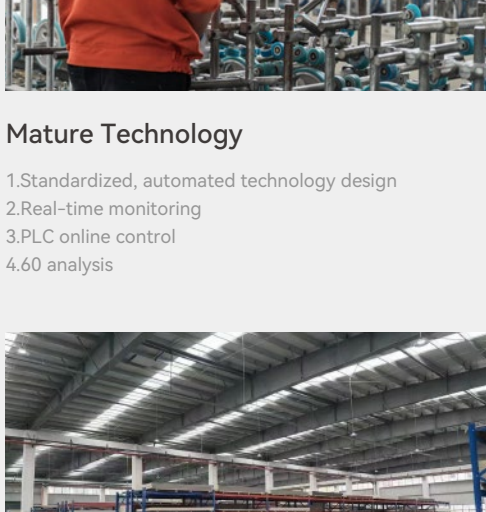 Mature Technology
1.Standardized, automated technology design
2.Real-time monitoring
3.PLC online control
4.60 analysis